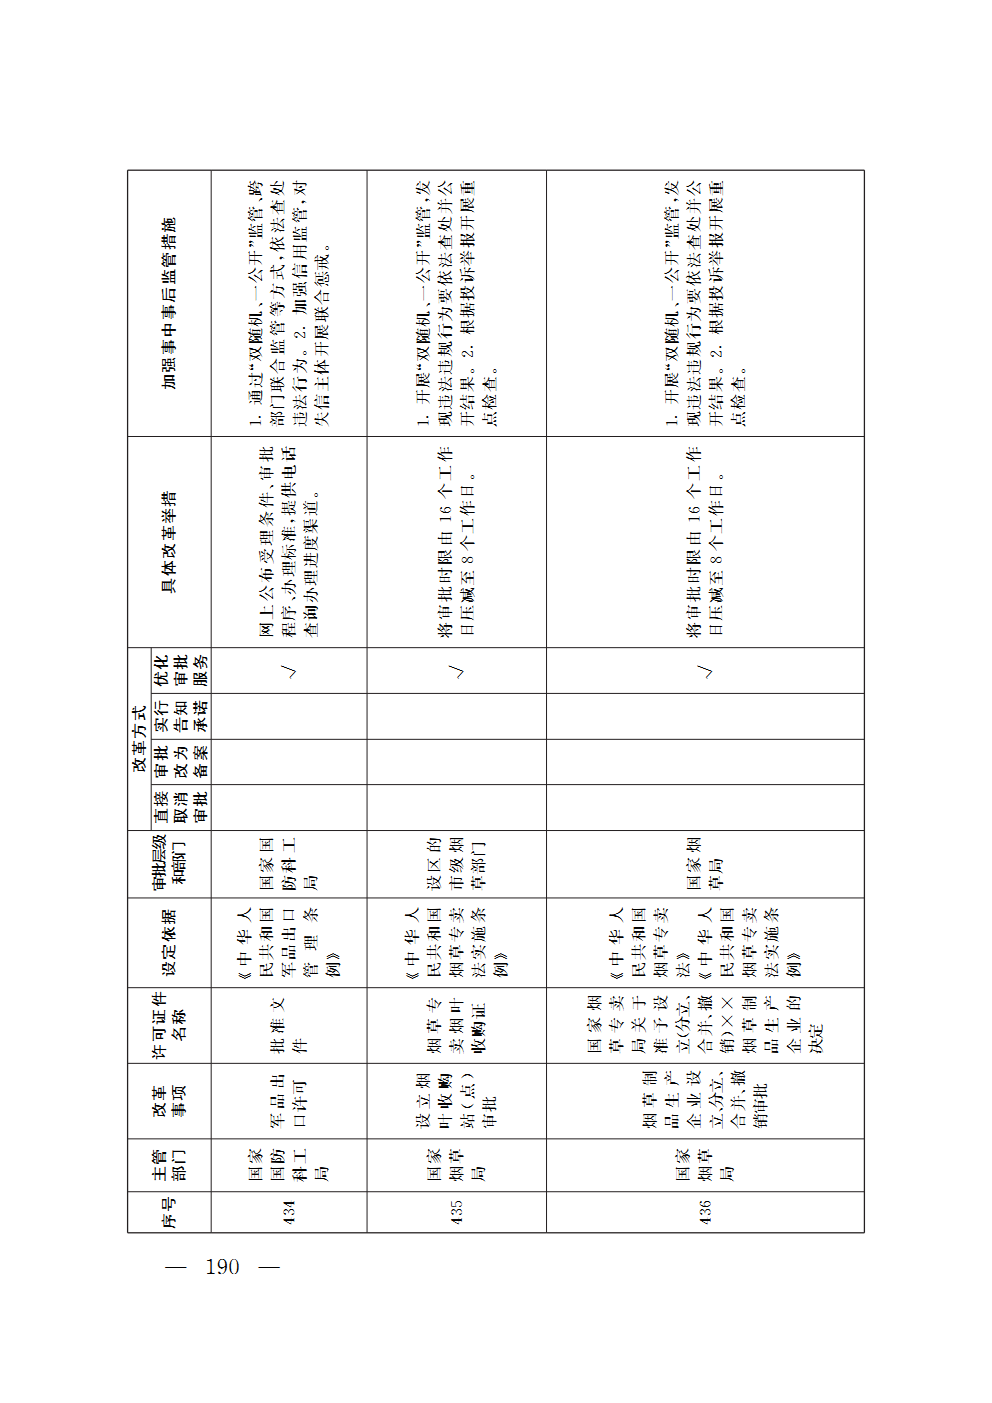 序号
主管
部门
改革
事项
许可证件
名称
设定依据
审批层级
和部门
改革方式
直接
取消
审批
审批
改为
备案
实行
告知
承诺
优化
审批
服务
具体改革举措
加强事中事后监管措施
434
国家
国防
科工
局
军品出
口许可
批准文
件
《中华人
民共和国
军品出口
管理条
例》
国家国
防科工
局
√
网上公布受理条件、审批
程序、办理标准,提供电话
查询办理进度渠道。
1. 通过“双随机、一公开”监管、跨
部门联合监管等方式,依法查处
违法行为。2. 加强信用监管,对
失信主体开展联合惩戒。
435
国家
烟草
局
设立烟
叶收购
站(点)
审批
烟草专
卖烟叶
收购证
《中华人
民共和国
烟草专卖
法实施条
例》
设区的
市级烟
草部门
√
将审批时限由 16 个工作
日压减至 8 个工作日。
1. 开展“双随机、一公开”监管,发
现违法违规行为要依法查处并公
开结果。2. 根据投诉举报开展重
点检查。
436
国家
烟草
局
烟草制
品生产
企业设
立、分立、
合并、撤
销审批
国家烟
草专卖
局关于
准予设
立(分立、
合并、撤
销)××
烟草制
品生产
企业的
决定
《中华人
民共和国
烟草专卖
法》
《中华人
民共和国
烟草专卖
法实施条
例》
国家烟
草局
√
将审批时限由 16 个工作
日压减至 8 个工作日。
1. 开展“双随机、一公开”监管,发
现违法违规行为要依法查处并公
开结果。2. 根据投诉举报开展重
点检查。
— 190 —